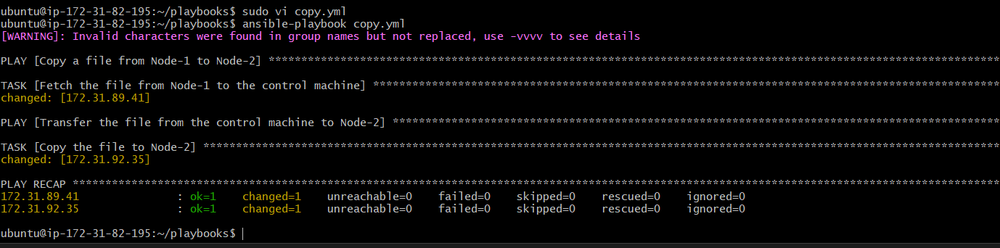 ubuntu@ip-172-31-82-195:~/playbooks$ sudo vi copy.yml
ubuntu@ip-172-31-82-195:~/playbooks$ ansible-playbook copy.yml
[WARNING]: Invalid characters were found in group names but not replaced, use -vvvv to see details
PLAY [Copy a file from Node-1 to Node-2] ****************************************************************************************************************
TASK [Fetch the file from Node-1 to the control machine] ************************************************************************************************
changed: [172.31.89.41]
PLAY [Transfer the file from the control machine to Node-2] *********************************************************************************************
TASK [Copy the file to Node-2] **************************************************************************************************************************
changed: [172.31.92.35]
PLAY RECAP **********************************************************************************************************************************************
172.31.89.41               : ok=1    changed=1    unreachable=0    failed=0    skipped=0    rescued=0    ignored=0
172.31.92.35               : ok=1    changed=1    unreachable=0    failed=0    skipped=0    rescued=0    ignored=0
ubuntu@ip-172-31-82-195:~/playbooks$